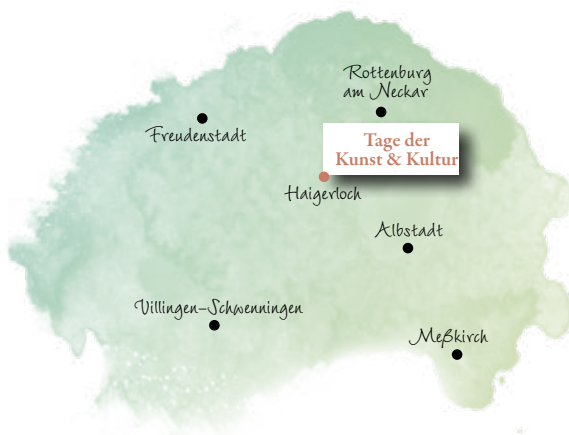 Rottenburg
am Neckar
Freudenstadt
Tage der
Kunst & Kultur
Haigerloch
Albstadt
Villingen-Schwenningen
Meßkirch